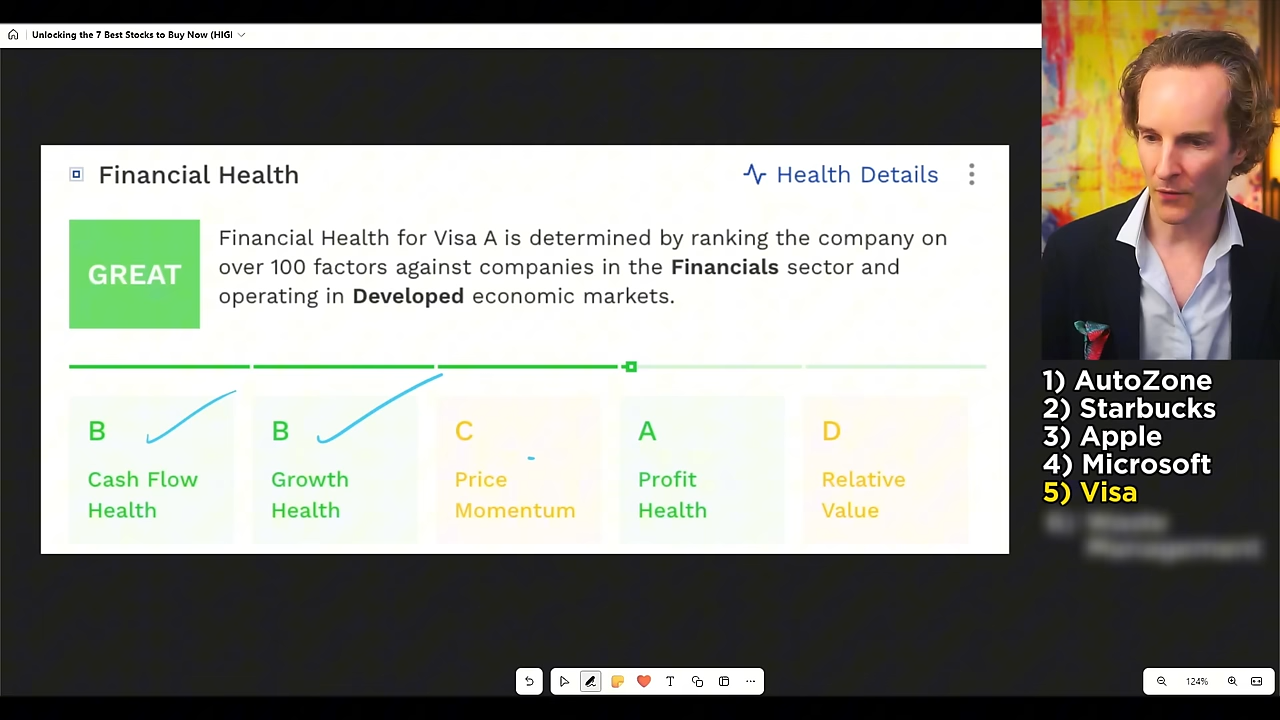 Unlocking the 7 Best Stocks to Buy Now (HIGI
Financial Health
Health Details
GREAT
Financial Health for Visa A is determined by ranking the company on
over 100 factors against companies in the Financials sector and
operating in Developed economic markets.
B
Cash Flow
Health
B
Growth
Health
C
Price
Momentum
A
Profit
Health
D
Relative
Value
1) AutoZone
2) Starbucks
3) Apple
4) Microsoft
5) Visa
Waste
Management
T
124%